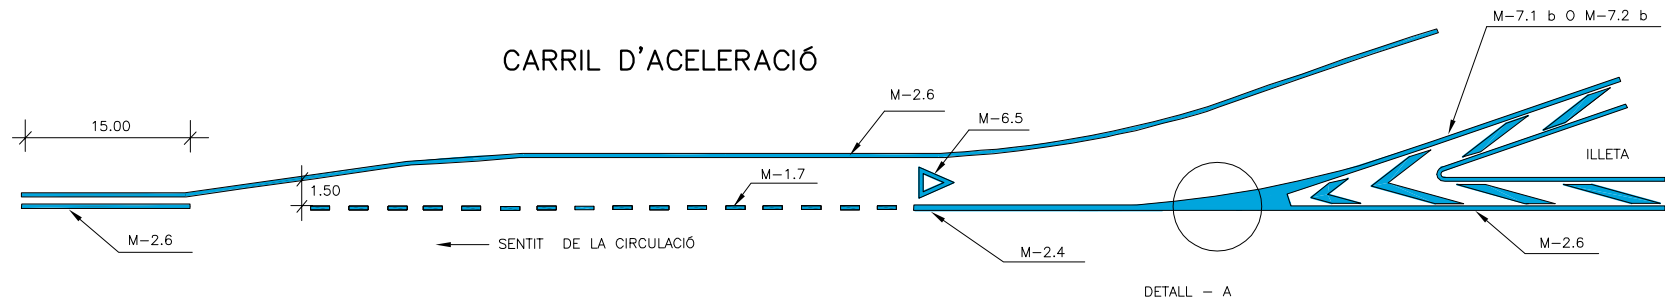 M-7.1 b O M-7.2 b
CARRIL D'ACELERACIÓ
M-2.6
M-6.5
15.00
ILLETA
M-1.7
1.50
M-2.6
SENTIT DE LA CIRCULACIÓ
M-2.4
M-2.6
DETALL - A